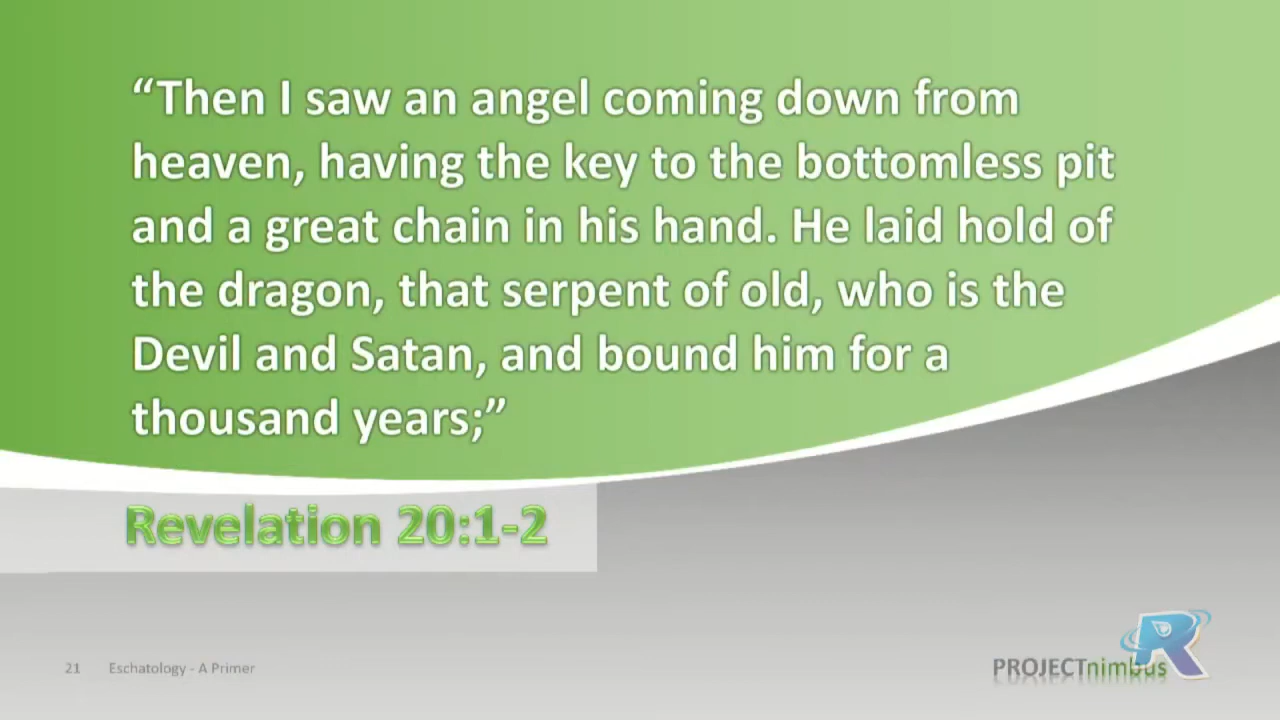 “Then I saw an angel coming down from
heaven, having the key to the bottomless pit
and a great chain in his hand. He laid hold of
the dragon, that serpent of old, who is the
Devil and Satan, and bound him for a
thousand years;”
Revelation 20:1-2
21 Eschatology - A Primer
PROJECTnimbus
R